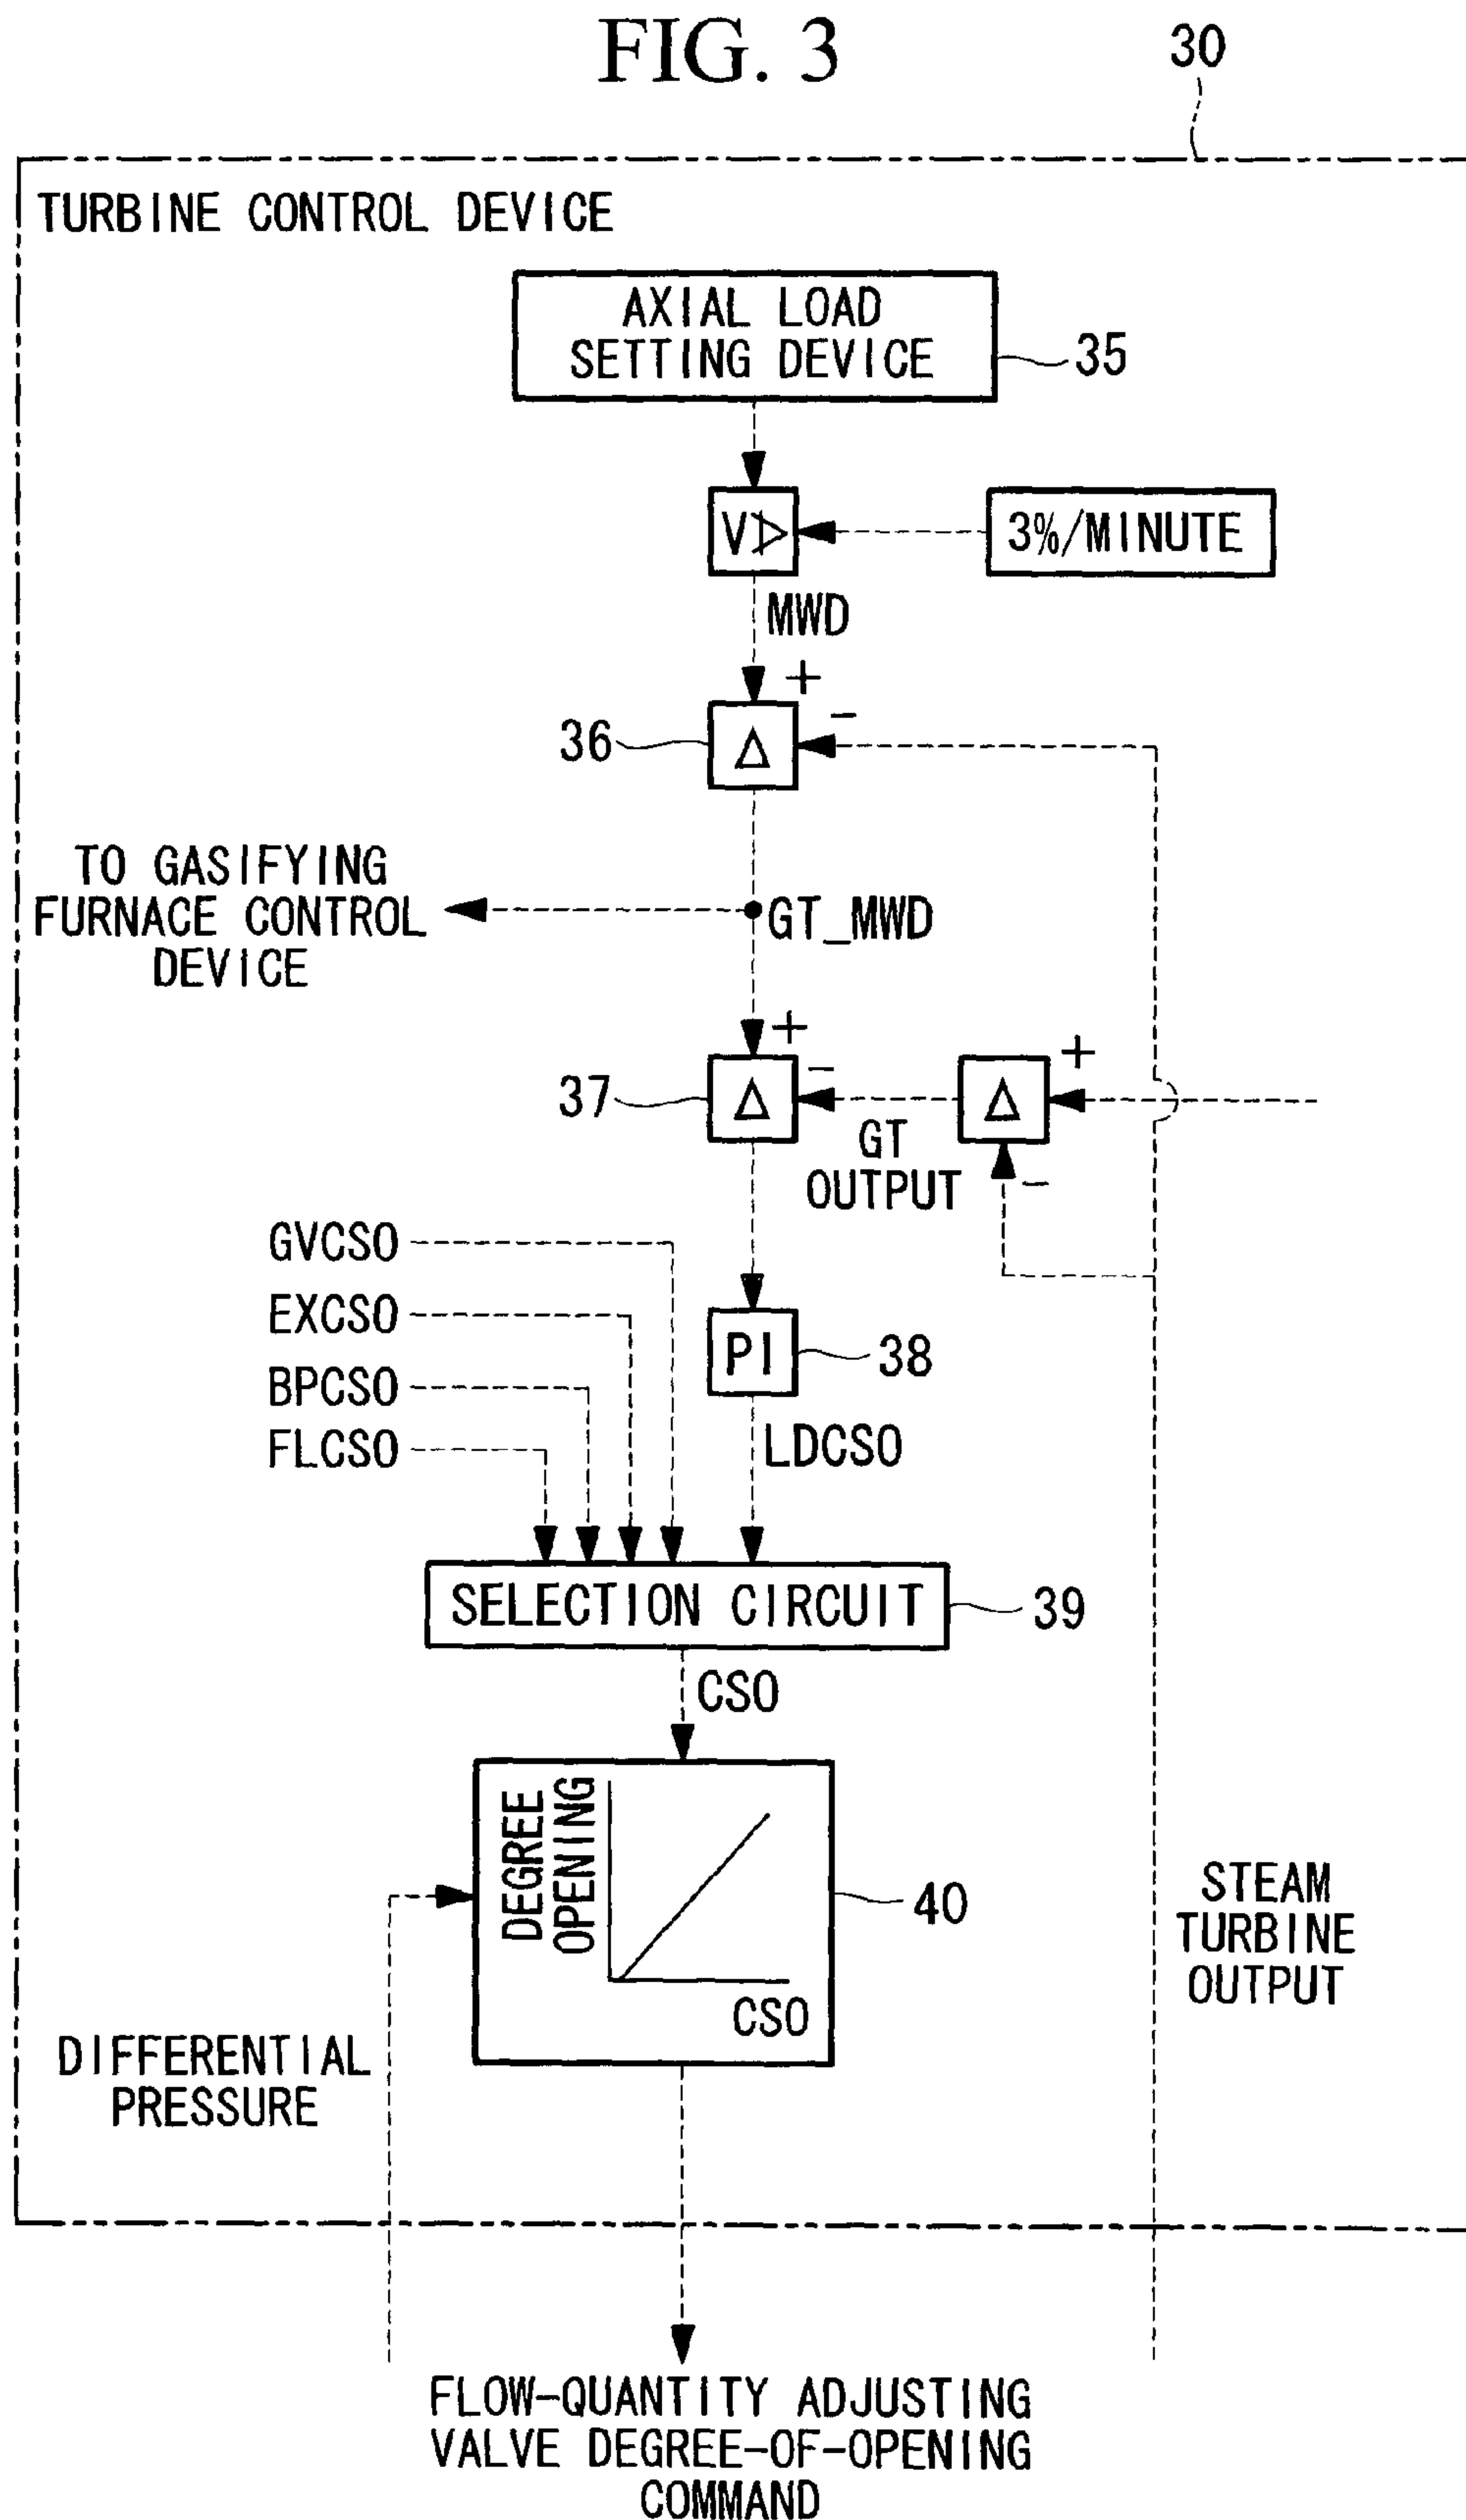 FIG. 3
30
TURBINE CONTROL DEVICE
AXIAL LOAD
SETTING DEVICE
35
V
3%/MINUTE
MWD
+
-
36
Δ
TO GASIFYING
FURNACE CONTROL
DEVICE
GT_MWD
+
-
+
37
Δ
Δ
GT
OUTPUT
-
GVCSO
EXCSO
BPCSO
FLCSO
PI
38
LDCSO
SELECTION CIRCUIT
39
CSO
DEGREE
OPENING
CSO
40
STEAM
TURBINE
OUTPUT
DIFFERENTIAL
PRESSURE
FLOW-QUANTITY ADJUSTING
VALVE DEGREE-OF-OPENING
COMMAND